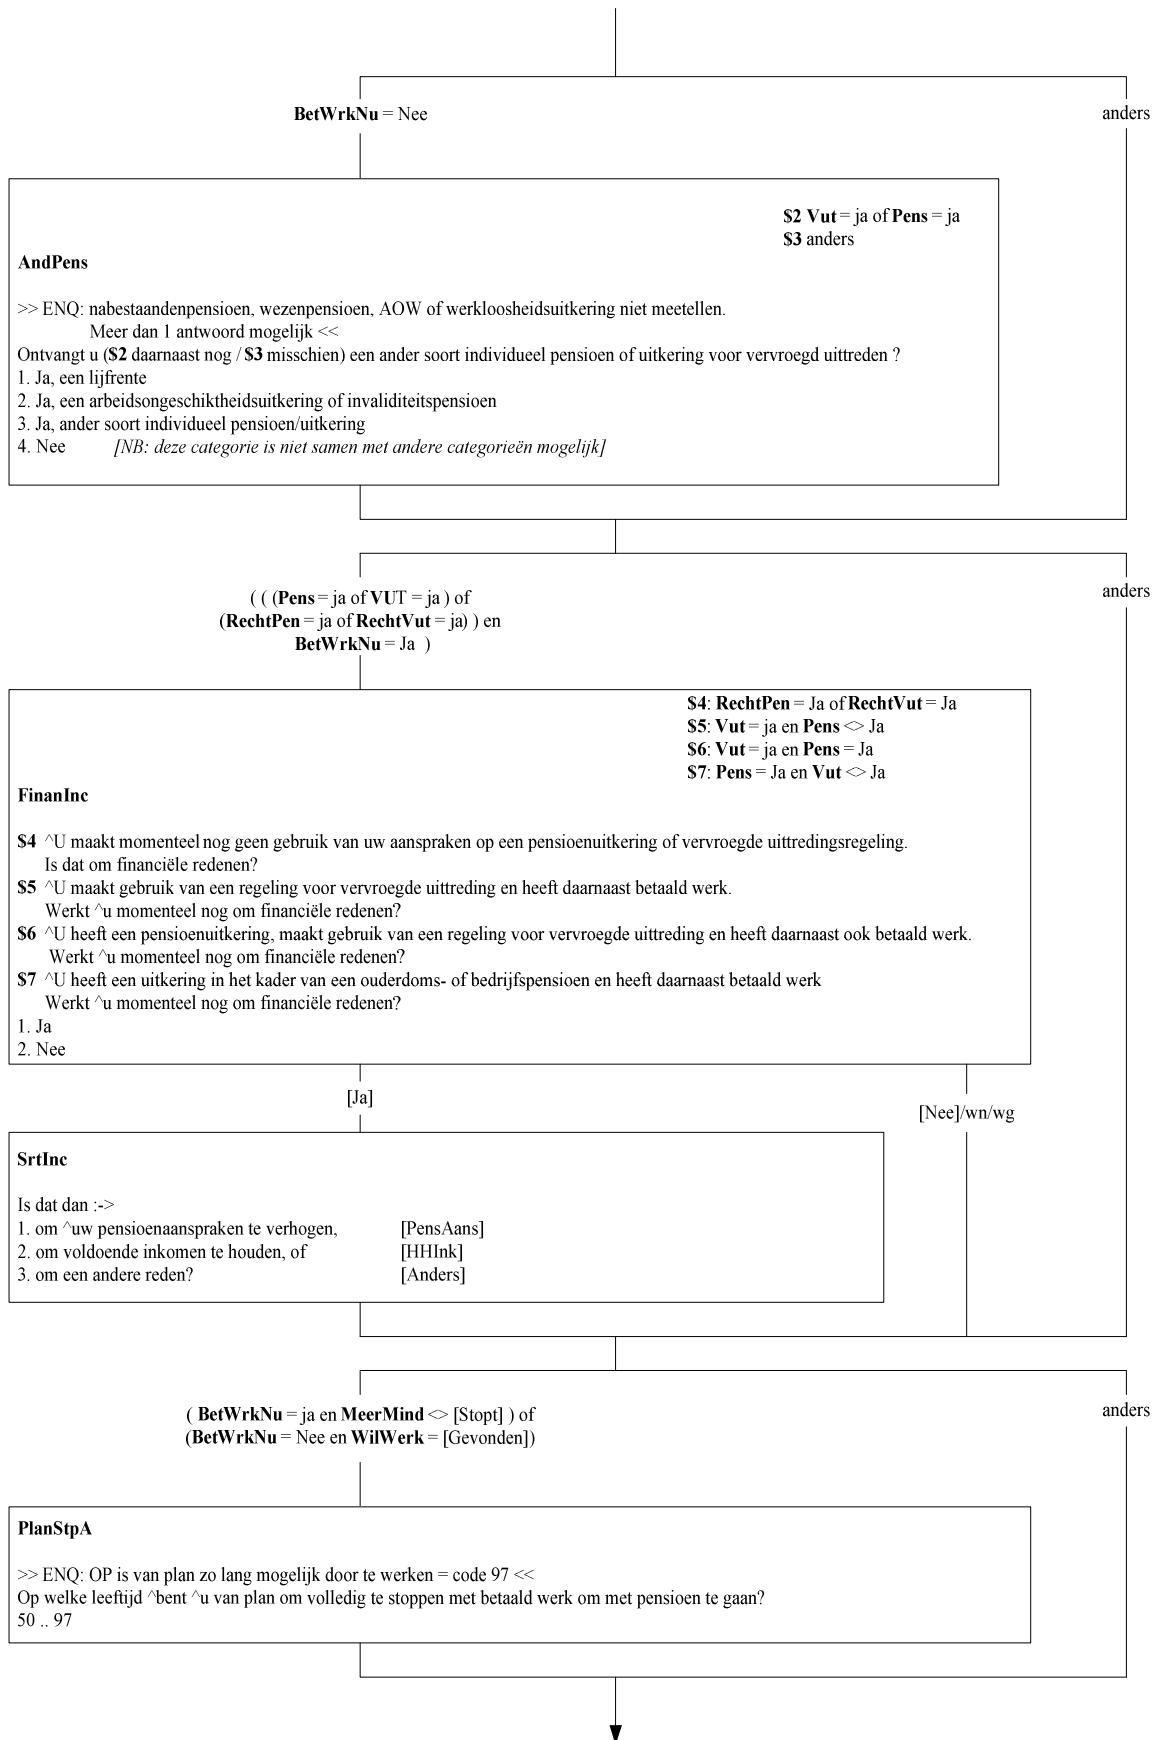 BetWrkNu = Nee
anders
$2 Vut = ja of Pens = ja
$3 anders
AndPens
>> ENQ: nabestaandenpensioen, wezenpensioen, AOW of werkloosheidsuitkering niet meetellen.
Meer dan 1 antwoord mogelijk <<
Ontvangt u ($2 daarnaast nog / $3 misschien) een ander soort individueel pensioen of uitkering voor vervroegd uittreden ?
1. Ja, een lijfrente
2. Ja, een arbeidsongeschiktheidsuitkering of invaliditeitspensioen
3. Ja, ander soort individueel pensioen/uitkering
4. Nee [NB: deze categorie is niet samen met andere categorieën mogelijk]
anders
( ( (Pens = ja of VUT = ja ) of
(RechtPen = ja of RechtVut = ja) ) en
BetWrkNu = Ja )
$4: RechtPen = Ja of RechtVut = Ja
$5: Vut = ja en Pens <> Ja
$6: Vut = ja en Pens = Ja
$7: Pens = Ja en Vut <> Ja
FinanInc
$4 ^U maakt momenteel nog geen gebruik van uw aanspraken op een pensioenuitkering of vervroegde uittredingsregeling.
Is dat om financiële redenen?
$5 ^U maakt gebruik van een regeling voor vervroegde uittreding en heeft daarnaast betaald werk.
Werkt ^u momenteel nog om financiële redenen?
$6 ^U heeft een pensioenuitkering, maakt gebruik van een regeling voor vervroegde uittreding en heeft daarnaast ook betaald werk.
Werkt ^u momenteel nog om financiële redenen?
$7 ^U heeft een uitkering in het kader van een ouderdoms- of bedrijfspensioen en heeft daarnaast betaald werk
Werkt ^u momenteel nog om financiële redenen?
1. Ja
2. Nee
[Ja]
[Nee]/wn/wg
SrtInc
Is dat dan :->
1. om ^uw pensioenaanspraken te verhogen, [PensAans]
2. om voldoende inkomen te houden, of [HHInk]
3. om een andere reden? [Anders]
anders
( BetWrkNu = ja en MeerMind <> [Stopt] ) of
(BetWrkNu = Nee en WilWerk = [Gevonden])
PlanStpA
>> ENQ: OP is van plan zo lang mogelijk door te werken = code 97 <<
Op welke leeftijd ^bent ^u van plan om volledig te stoppen met betaald werk om met pensioen te gaan?
50 .. 97